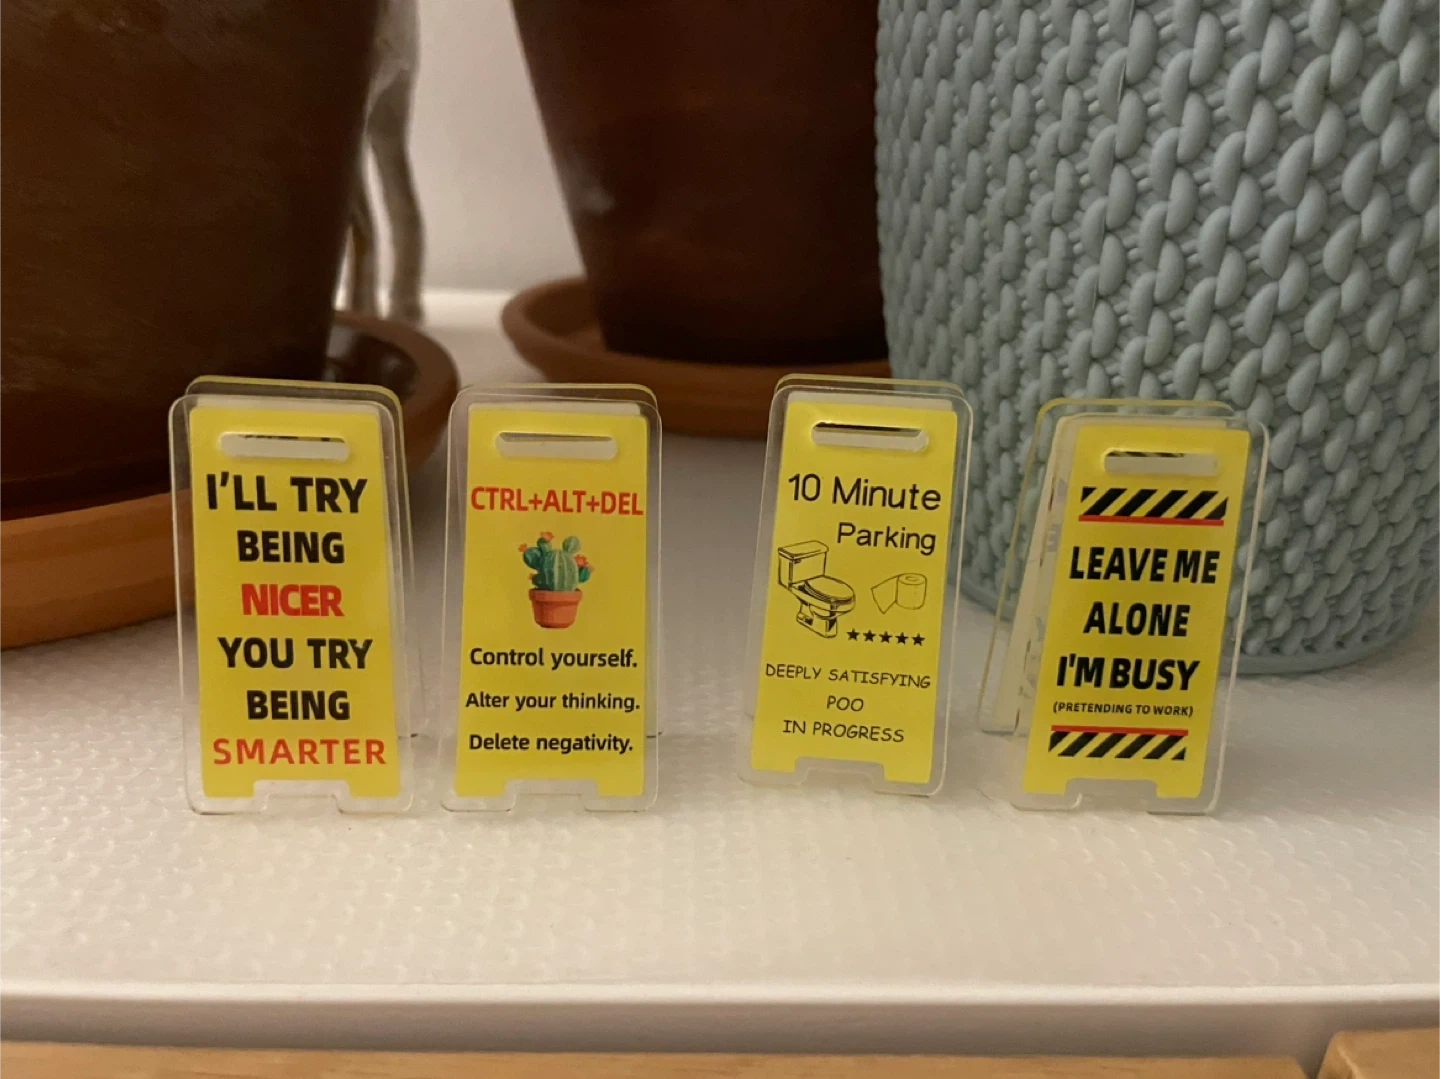 I'LL TRY
BEING
NICER
YOU TRY
BEING
SMARTER
CTRL+ALT+DEL
Control yourself.
Alter your thinking.
Delete negativity.
10 Minute
Parking
DEEPLY SATISFYING
POO
IN PROGRESS
LEAVE ME
ALONE
I'M BUSY
(PRETENDING TO WORK)